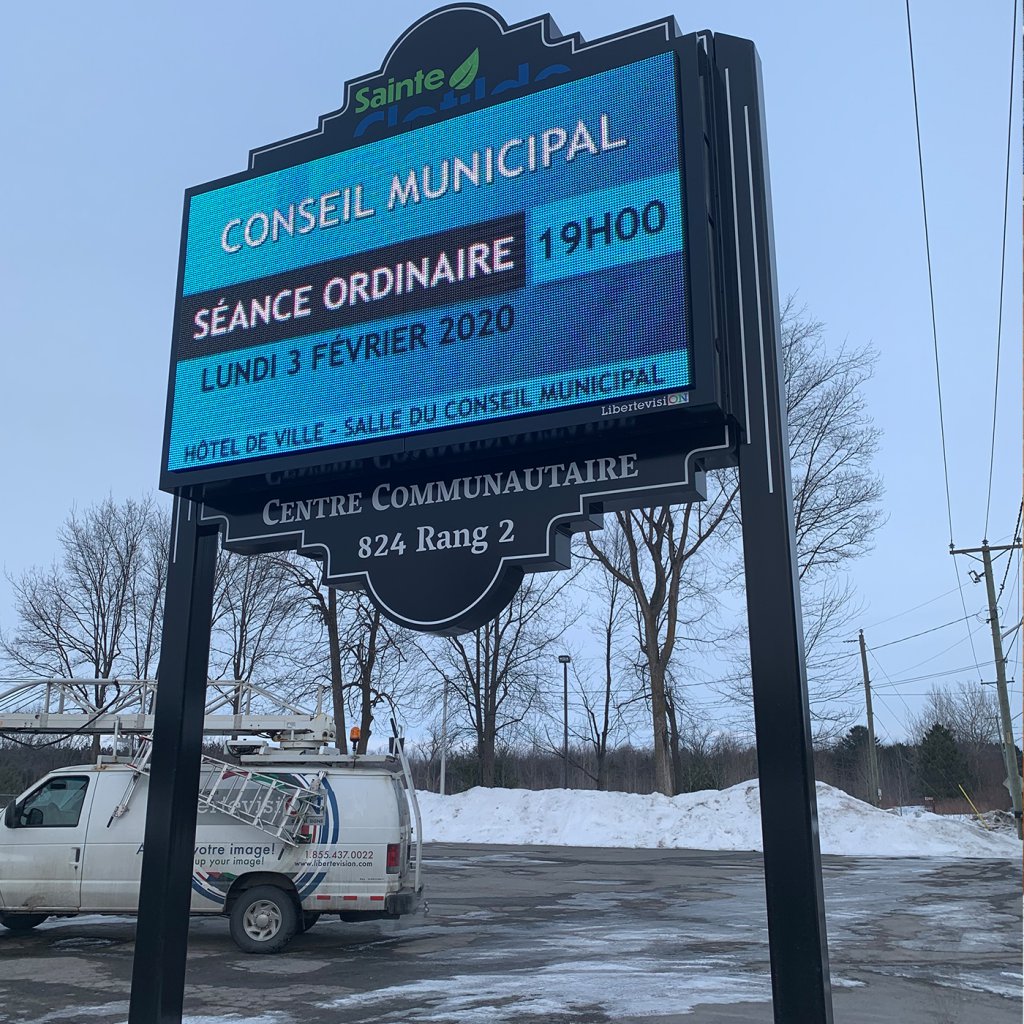 Sainte
Clotilde
CONSEIL MUNICIPAL
SÉANCE ORDINAIRE
19H00
LUNDI 3 FÉVRIER 2020
HÔTEL DE VILLE - SALLE DU CONSEIL MUNICIPAL
LibertevisiON
CENTRE COMMUNAUTAIRE
824 Rang 2
votre image!
up your image!
1.855.437.0022
www.libertevision.com